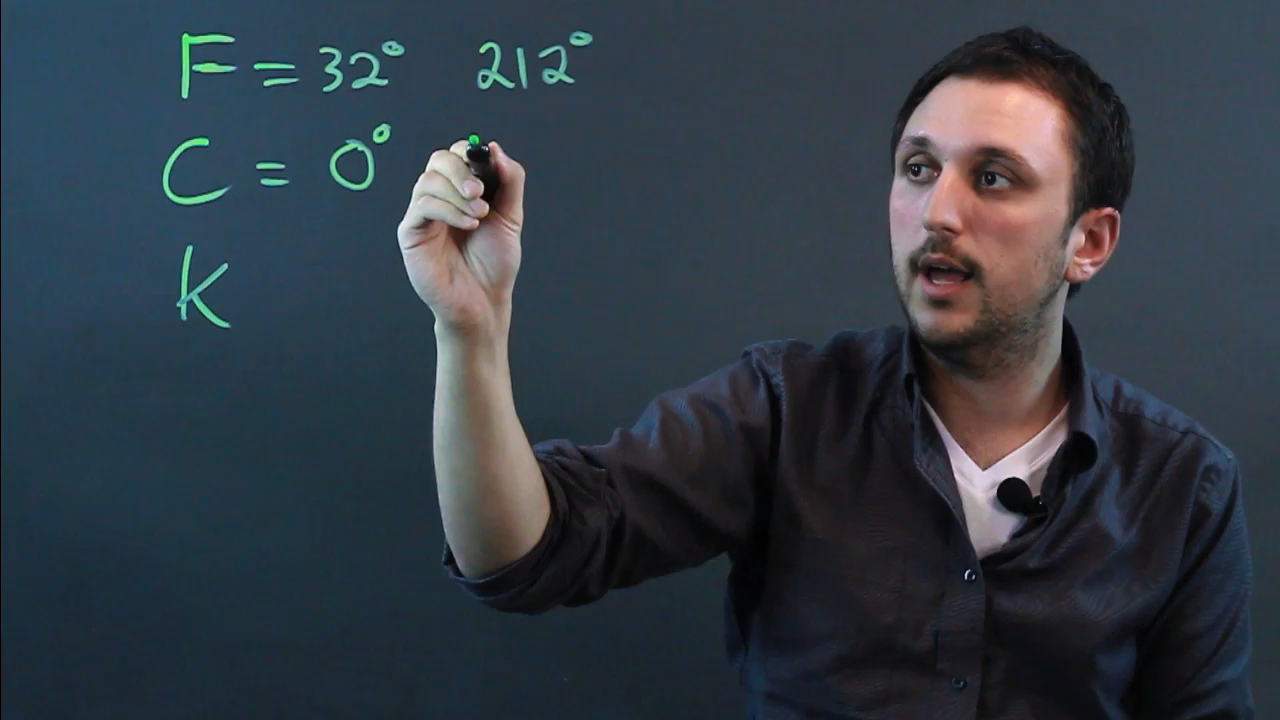 F = 32° 212°
C = 0°
K